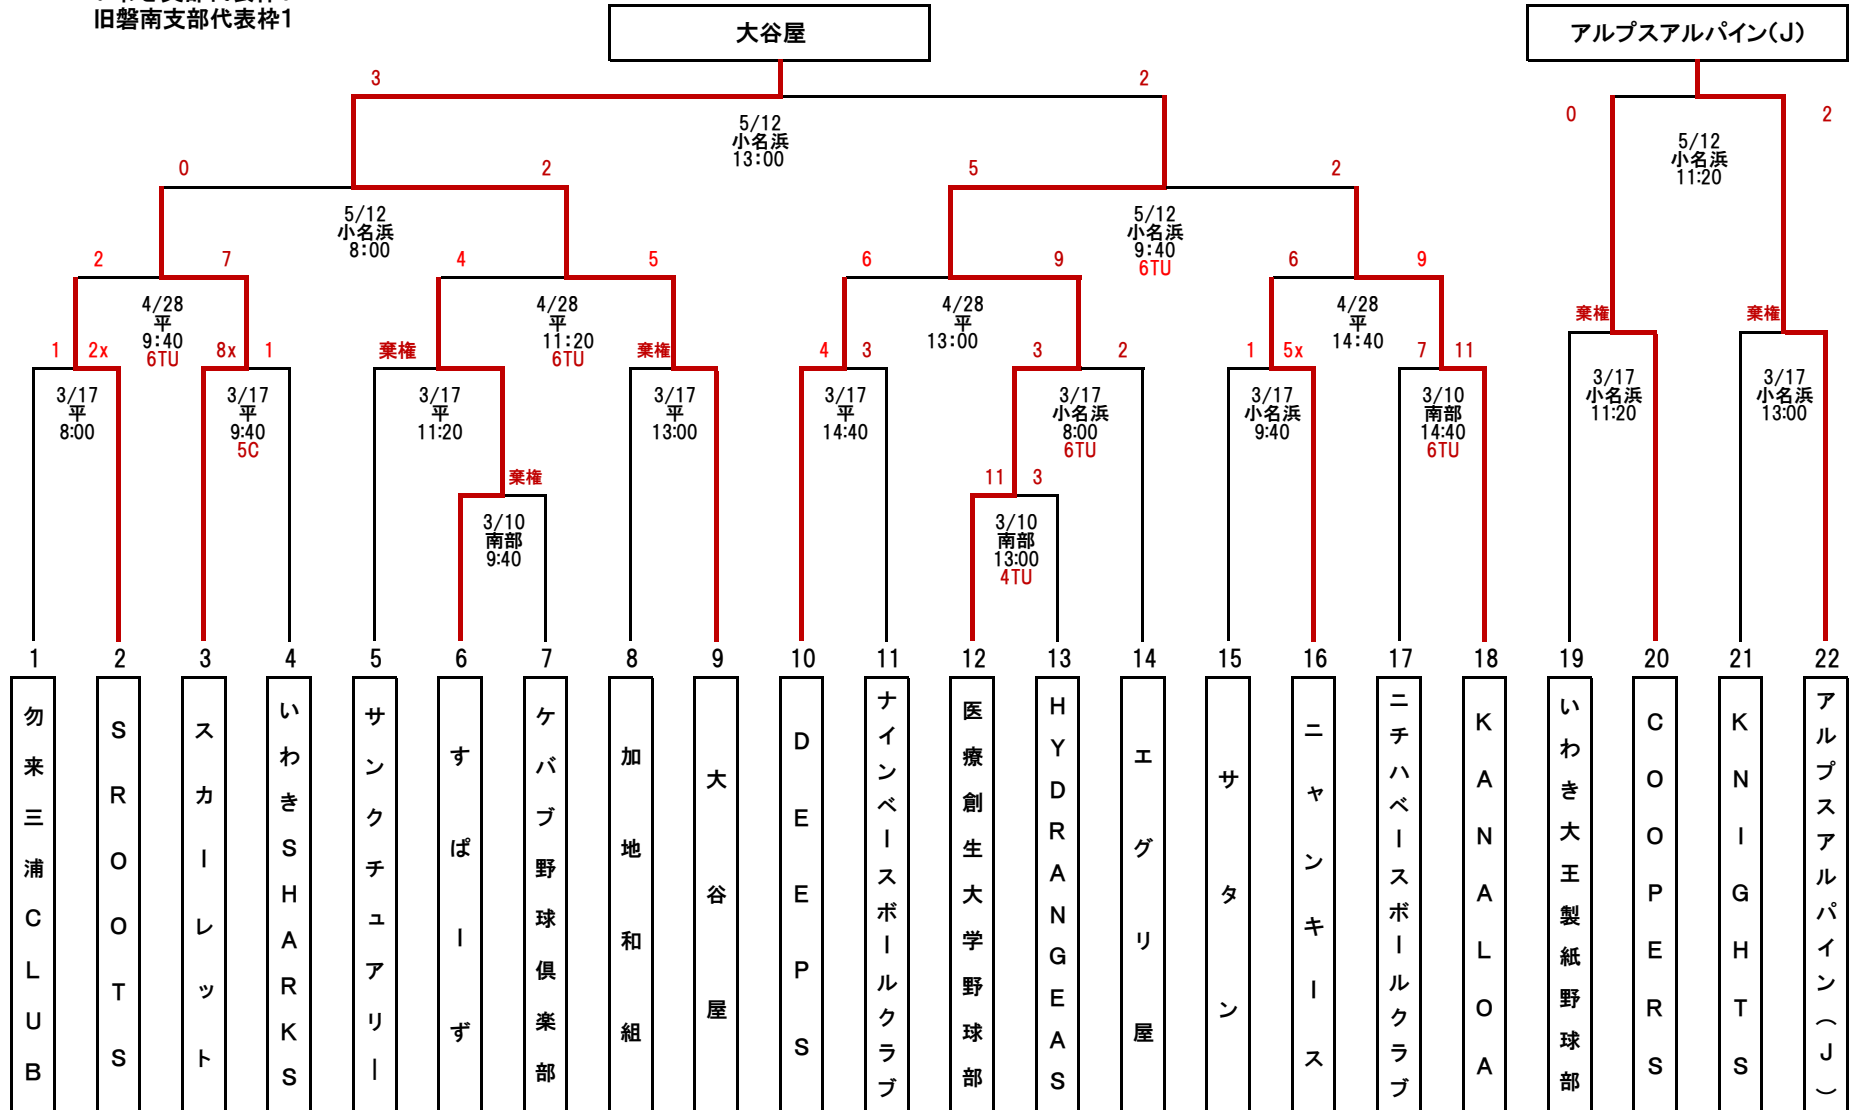 旧磐南支部代表枠1
大谷屋
アルプスアルパイン(J)
3
2
5/12
小名浜
13:00
0
2
5/12
小名浜
11:20
0
2
5/12
小名浜
8:00
5
2
5/12
小名浜
9:40
6TU
2
7
4/28
平
9:40
6TU
4
5
4/28
平
11:20
6TU
6
9
4/28
平
13:00
6
9
4/28
平
14:40
1
2x
3/17
平
8:00
8x
1
3/17
平
9:40
5C
棄権
3/17
平
11:20
棄権
3/17
平
13:00
4
3
3/17
平
14:40
3
2
3/17
小名浜
8:00
6TU
1
5x
3/17
小名浜
9:40
7
11
3/10
南部
14:40
6TU
棄権
3/17
小名浜
11:20
棄権
3/17
小名浜
13:00
棄権
3/10
南部
9:40
11
3
3/10
南部
13:00
4TU
1
2
3
4
5
6
7
8
9
10
11
12
13
14
15
16
17
18
19
20
21
22
勿来三浦CLUB
SROOTS
スカーレット
いわきSHARKS
サンクチュアリー
すぱーず
ケバブ野球倶楽部
加地和組
大谷屋
DEEPS
ナインベースボールクラブ
医療創生大学野球部
HYDRANGEAS
エグリ屋
サタン
ニャンキース
ニチハベースボールクラブ
KANALOA
いわき大王製紙野球部
COOPERS
KNIGHTS
アルプスアルパイン(J)